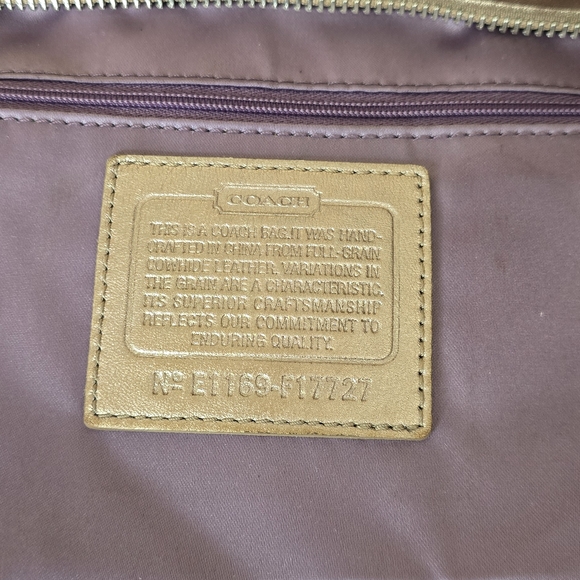 COACH
THIS IS A COACH BAG.IT WAS HAND-
CRAFTED IN CHINA FROM FULL-GRAIN
COWHIDE LEATHER. VARIATIONS IN
THE GRAIN ARE A CHARACTERISTIC.
ITS SUPERIOR CRAFTSMANSHIP
REFLECTS OUR COMMITMENT TO
ENDURING QUALITY.
Nº E1169-F17727